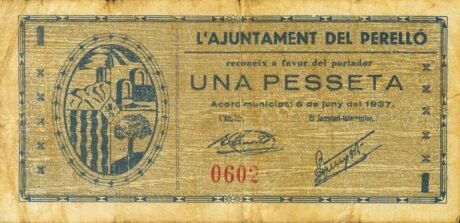 1
L'AJUNTAMENT DEL PERELLÓ
reconeix a favor del portador
UNA PESSETA
Acord municipal: 6 de juny del 1937.
El Secretari-Interventor,
0602
1